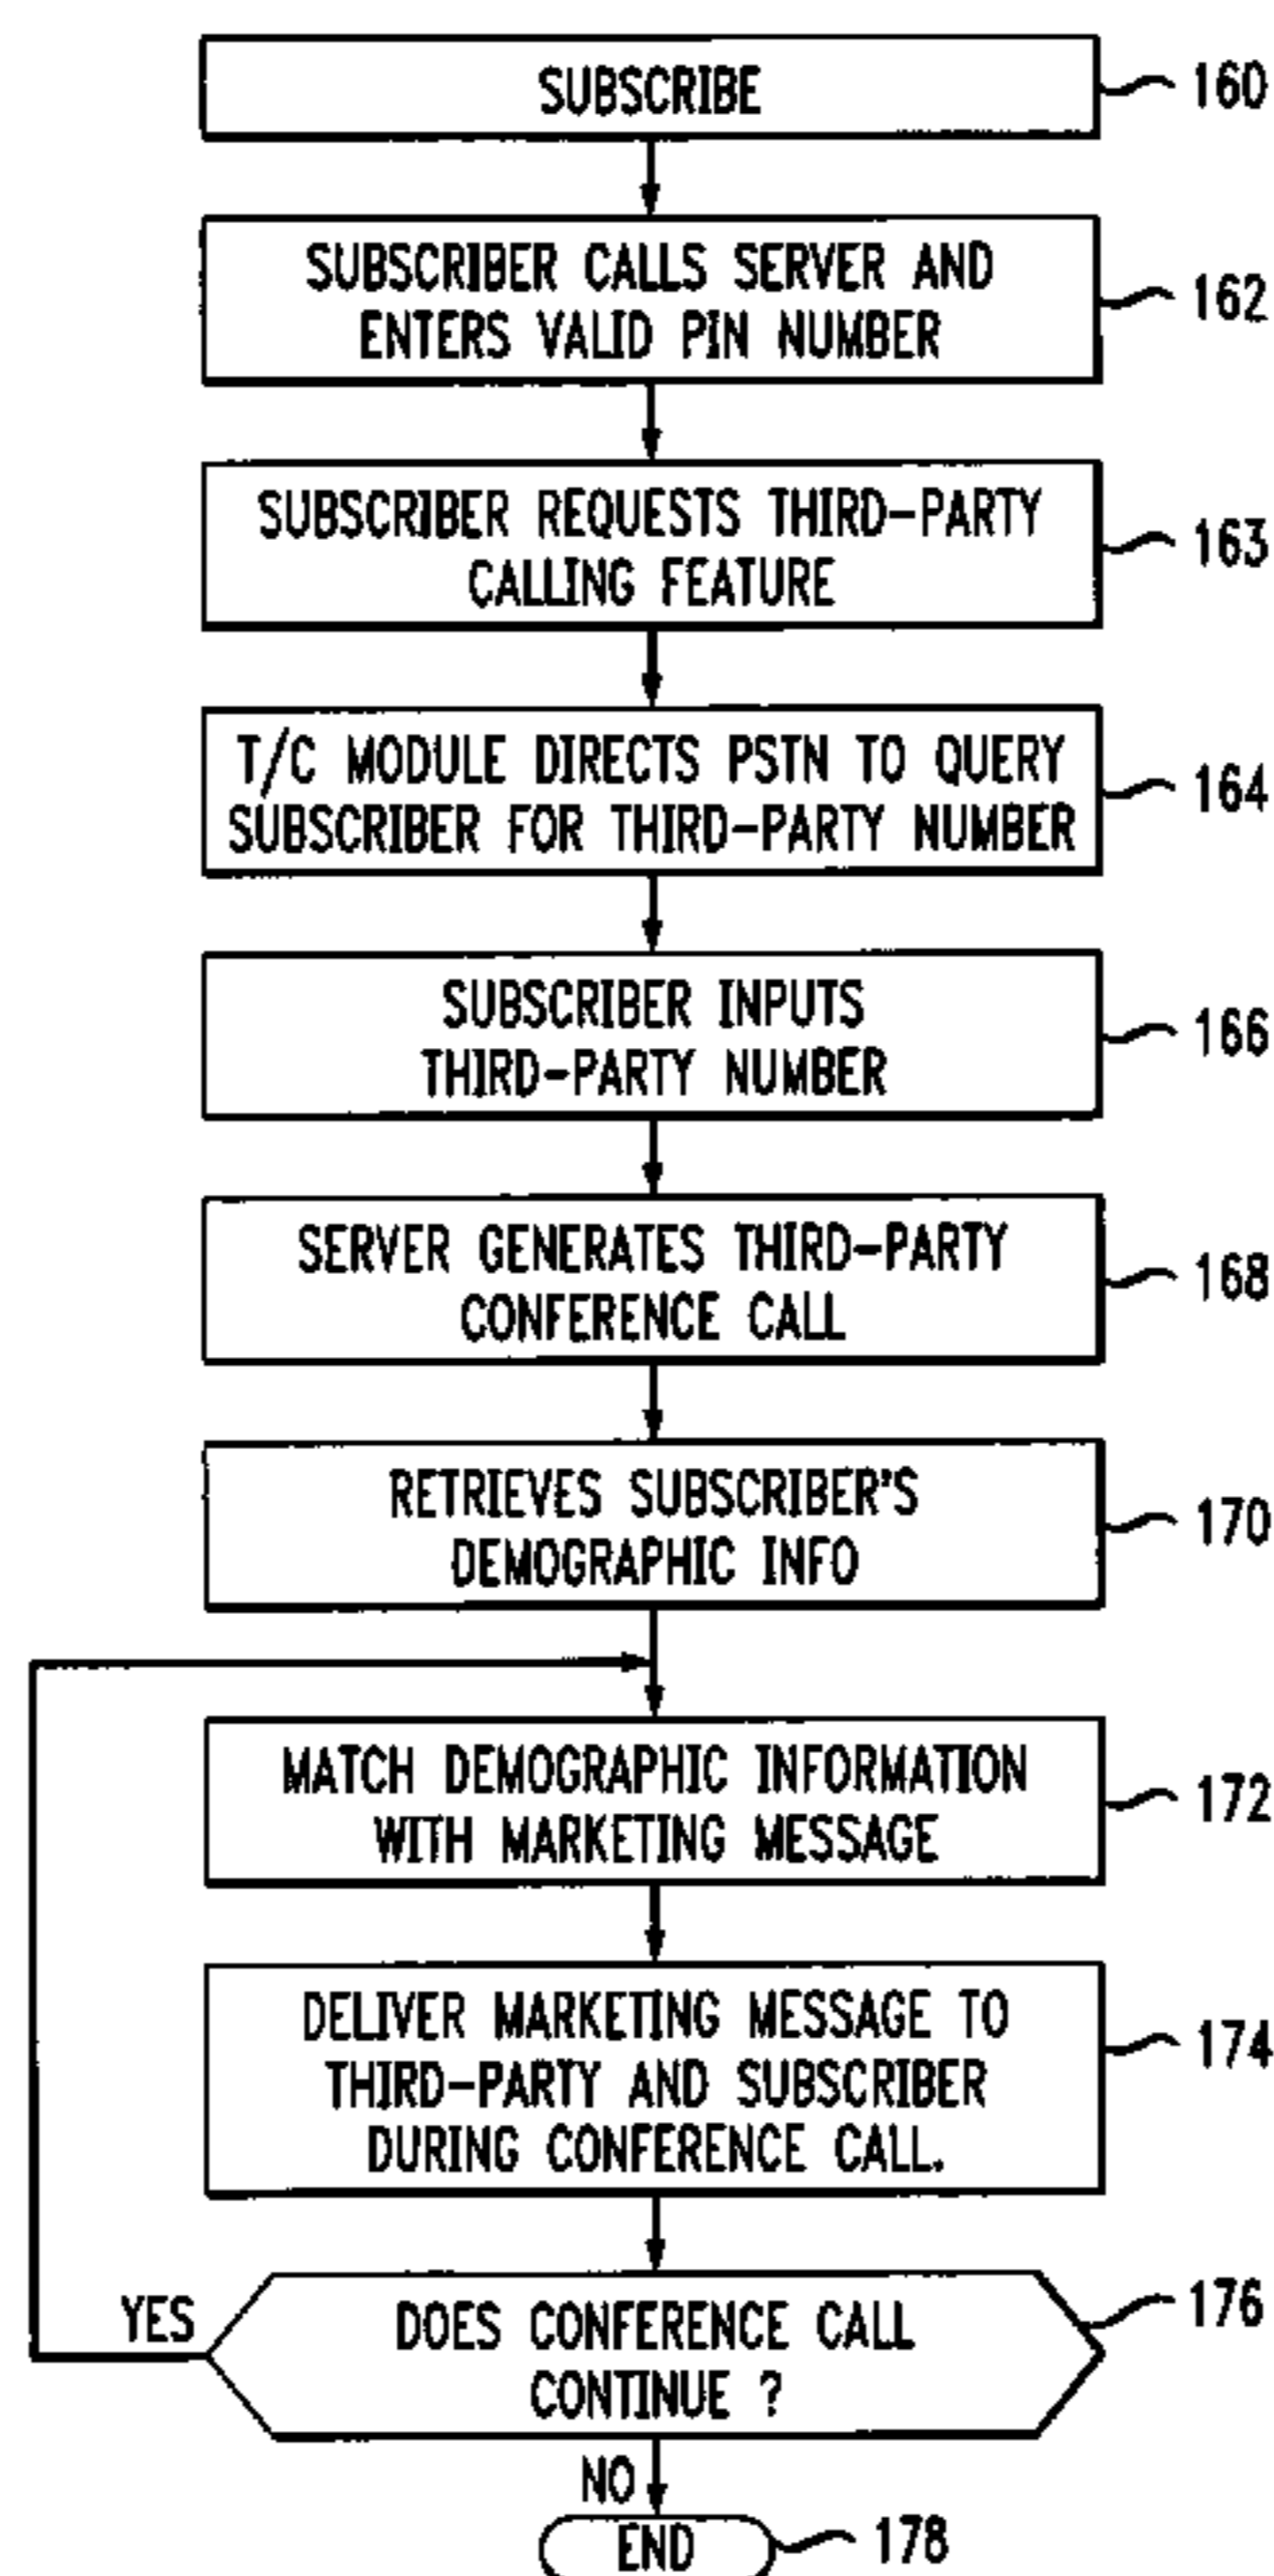 SUBSCRIBE
160
SUBSCRIBER CALLS SERVER AND
ENTERS VALID PIN NUMBER
162
SUBSCRIBER REQUESTS THIRD-PARTY
CALLING FEATURE
163
T/C MODULE DIRECTS PSTN TO QUERY
SUBSCRIBER FOR THIRD-PARTY NUMBER
164
SUBSCRIBER INPUTS
THIRD-PARTY NUMBER
166
SERVER GENERATES THIRD-PARTY
CONFERENCE CALL
168
RETRIEVES SUBSCRIBER'S
DEMOGRAPHIC INFO
170
MATCH DEMOGRAPHIC INFORMATION
WITH MARKETING MESSAGE
172
DELIVER MARKETING MESSAGE TO
THIRD-PARTY AND SUBSCRIBER
DURING CONFERENCE CALL.
174
YES
DOES CONFERENCE CALL
CONTINUE ?
176
NO
END
178